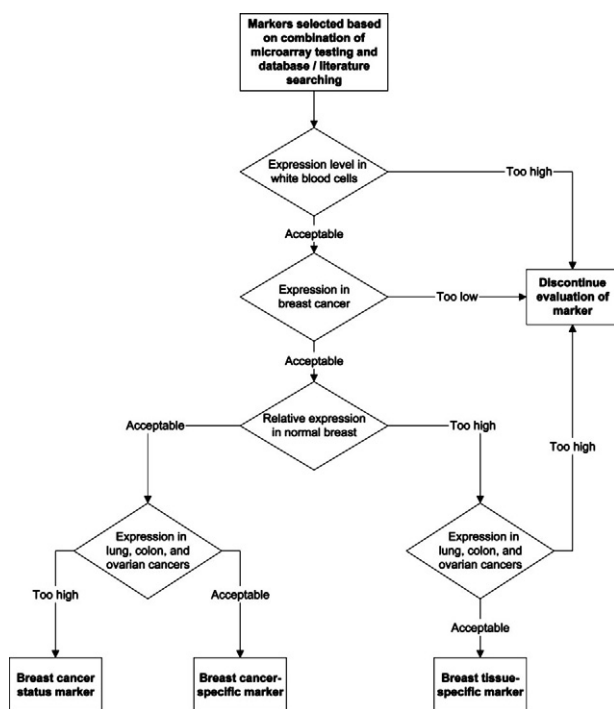 Markers selected based
on combination of
microarray testing and
database / literature
searching
Expression level in
white blood cells
Too high
Acceptable
Expression in
breast cancer
Too low
Discontinue
evaluation of
marker
Acceptable
Relative expression
in normal breast
Acceptable
Too high
Too high
Expression in
lung, colon, and
ovarian cancers
Expression in
lung, colon, and
ovarian cancers
Too high
Acceptable
Acceptable
Breast cancer
status marker
Breast cancer-
specific marker
Breast tissue-
specific marker